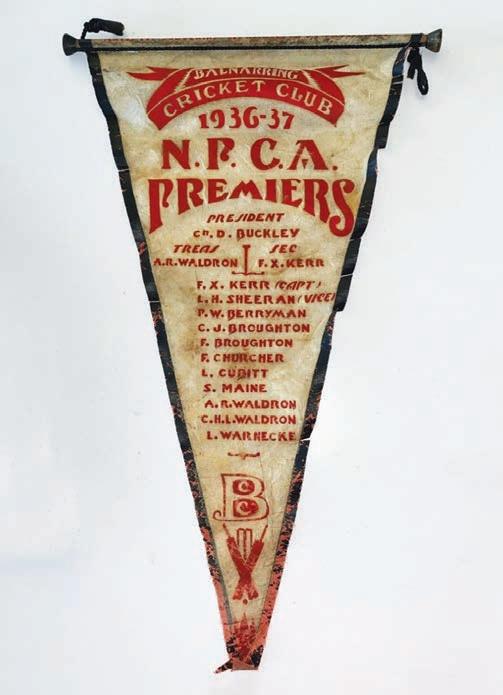 BALNARRING
CRICKET CLUB
1936-37
N.P.C.A.
PREMIERS
PRESIDENT
CR. D. BUCKLEY
TREAS SEC
A.R. WALDRON F.X. KERR
F. X. KERR (CAPT)
L. H. SHEERAN (VICE)
P. W. BERRYMAN
C. J. BROUGHTON
F. BROUGHTON
F. CHURCHER
L. CUBITT
S. MAINE
A. R. WALDRON
C. H. L. WALDRON
L. WARNECKE
B C C